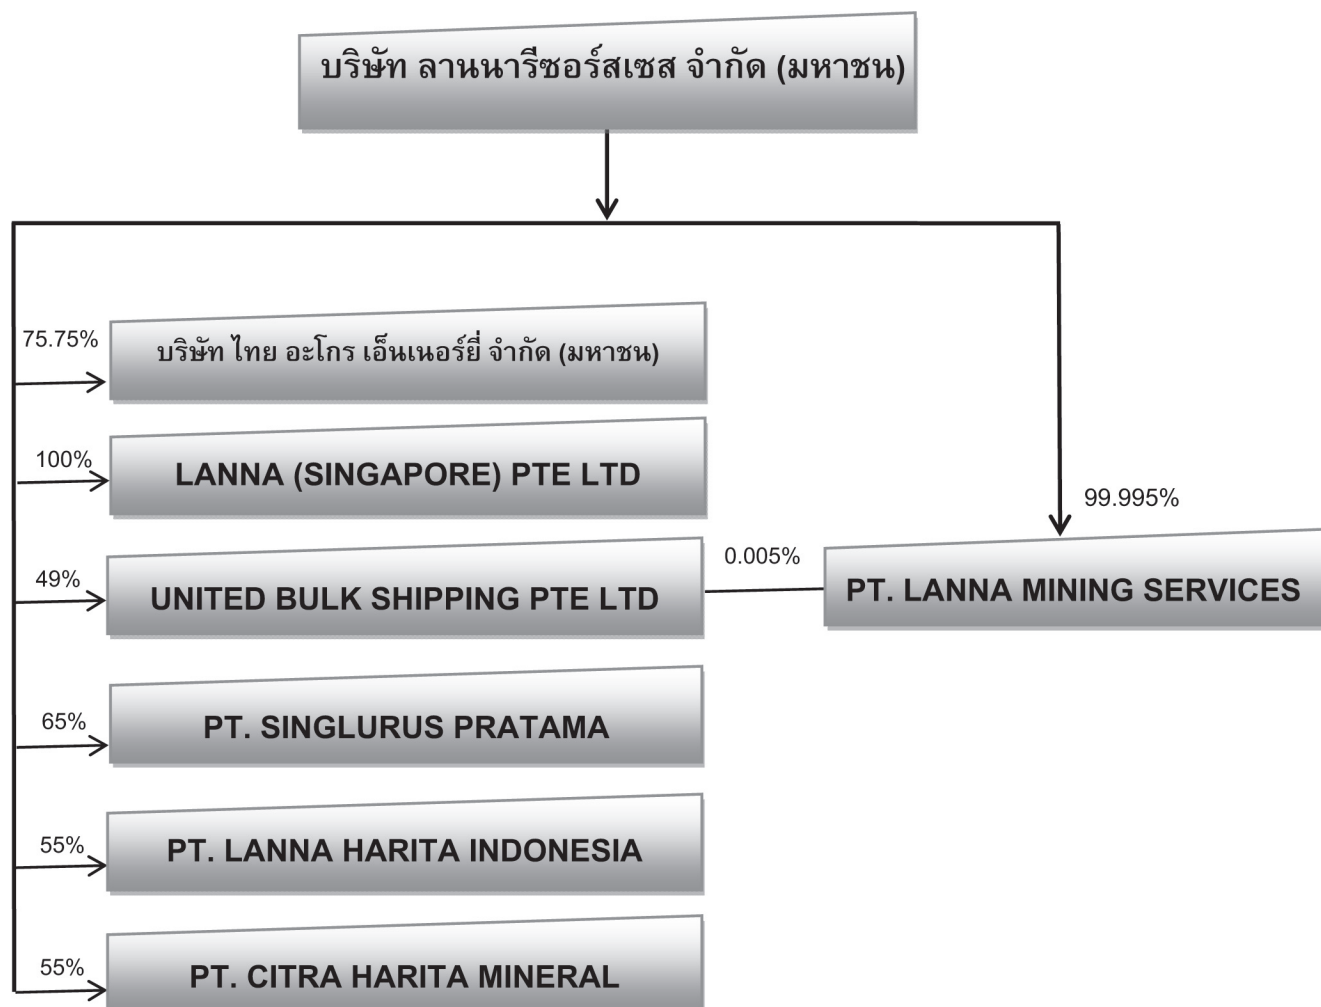 บริษัท ลานนารีซอร์สเซส จำกัด (มหาชน)
75.75%
บริษัท ไทย อะโกร เอ็นเนอร์ยี่ จำกัด (มหาชน)
100%
LANNA (SINGAPORE) PTE LTD
99.995%
49%
UNITED BULK SHIPPING PTE LTD
0.005%
PT. LANNA MINING SERVICES
65%
PT. SINGLURUS PRATAMA
55%
PT. LANNA HARITA INDONESIA
55%
PT. CITRA HARITA MINERAL